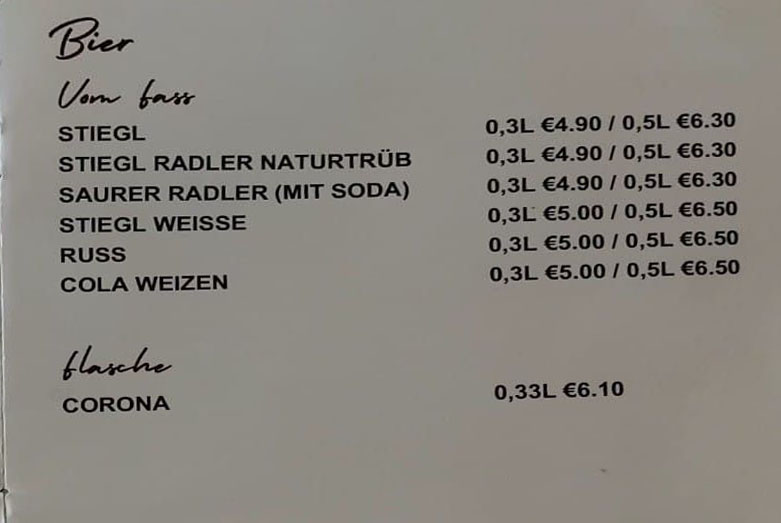 Bier
Vom fass
STIEGL 0,3L €4.90 / 0,5L €6.30
STIEGL RADLER NATURTRÜB 0,3L €4.90 / 0,5L €6.30
SAURER RADLER (MIT SODA) 0,3L €4.90 / 0,5L €6.30
STIEGL WEISSE 0,3L €5.00 / 0,5L €6.50
RUSS 0,3L €5.00 / 0,5L €6.50
COLA WEIZEN 0,3L €5.00 / 0,5L €6.50
flasche
CORONA 0,33L €6.10